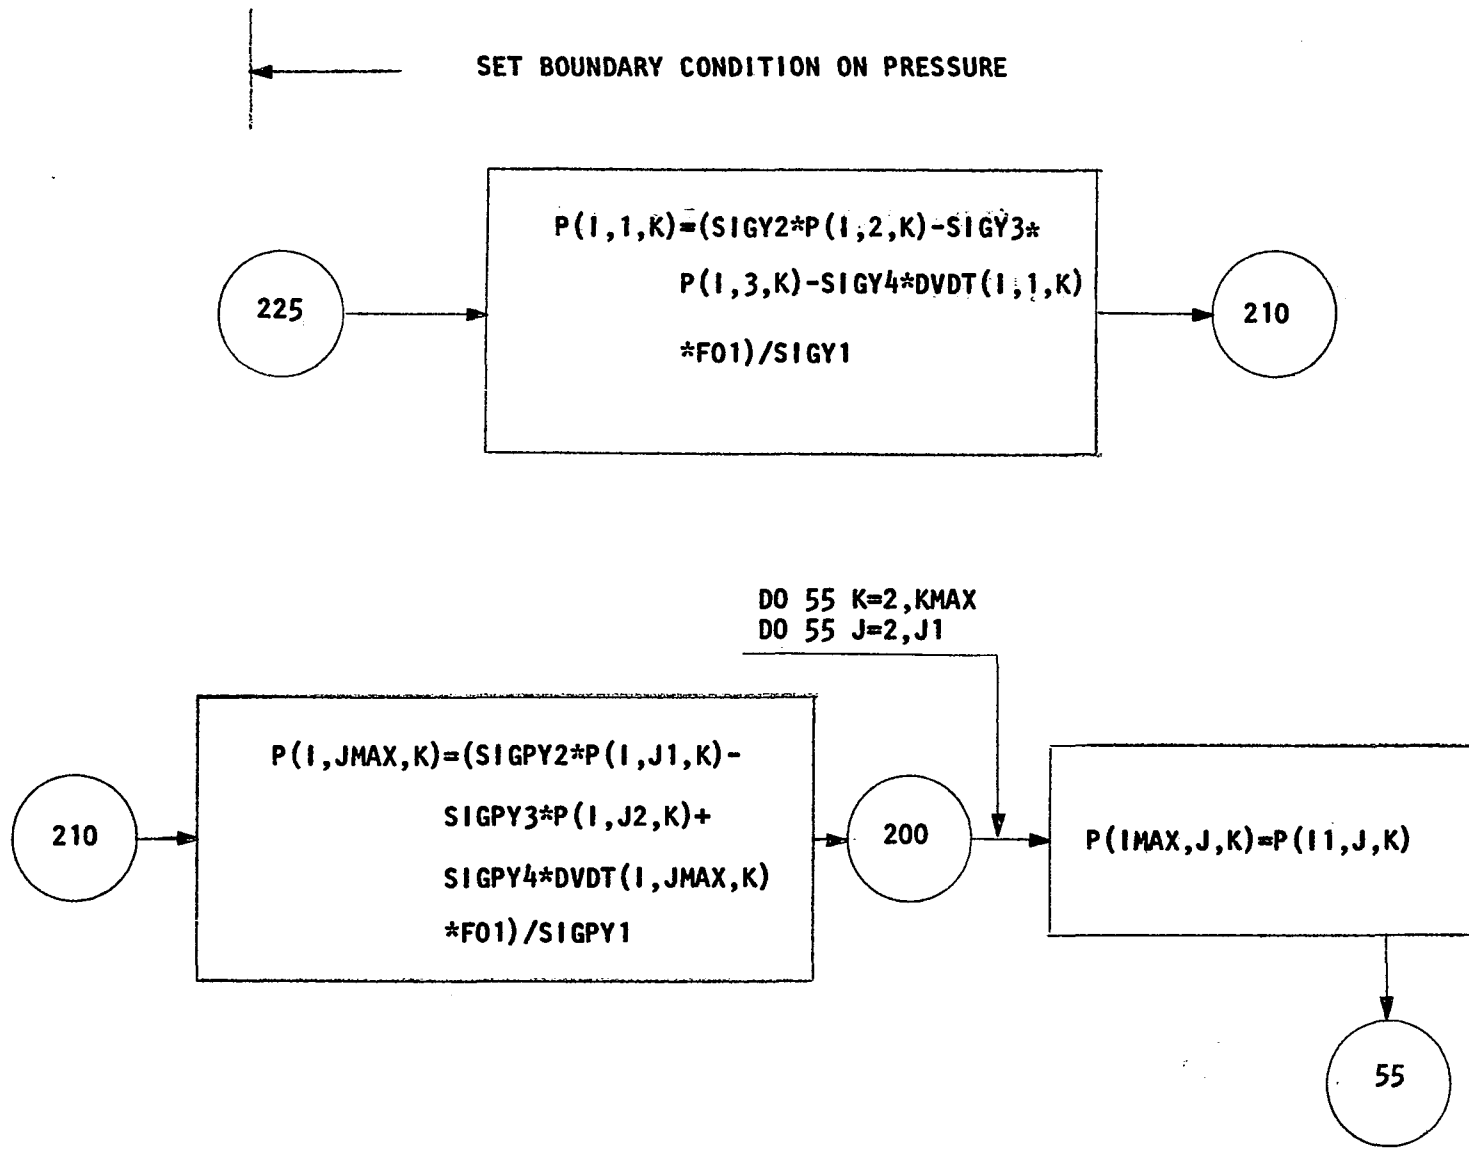 SET BOUNDARY CONDITION ON PRESSURE
P(I,1,K)=(SIGY2*P(I,2,K)-SIGY3*
P(I,3,K)-SIGY4*DVDT(I,1,K)
*FO1)/SIGY1
225
210
DO 55 K=2,KMAX
DO 55 J=2,J1
P(I,JMAX,K)=(SIGPY2*P(I,J1,K)-
SIGPY3*P(I,J2,K)+
SIGPY4*DVDT(I,JMAX,K)
*FO1)/SIGPY1
210
200
P(IMAX,J,K)=P(I1,J,K)
55